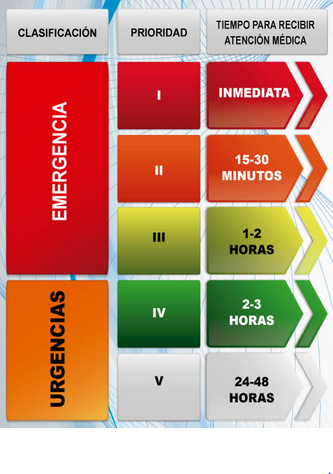 CLASIFICACIÓN
PRIORIDAD
TIEMPO PARA RECIBIR
ATENCIÓN MÉDICA
EMERGENCIA
I
INMEDIATA
II
15-30
MINUTOS
III
1-2
HORAS
URGENCIAS
IV
2-3
HORAS
V
24-48
HORAS